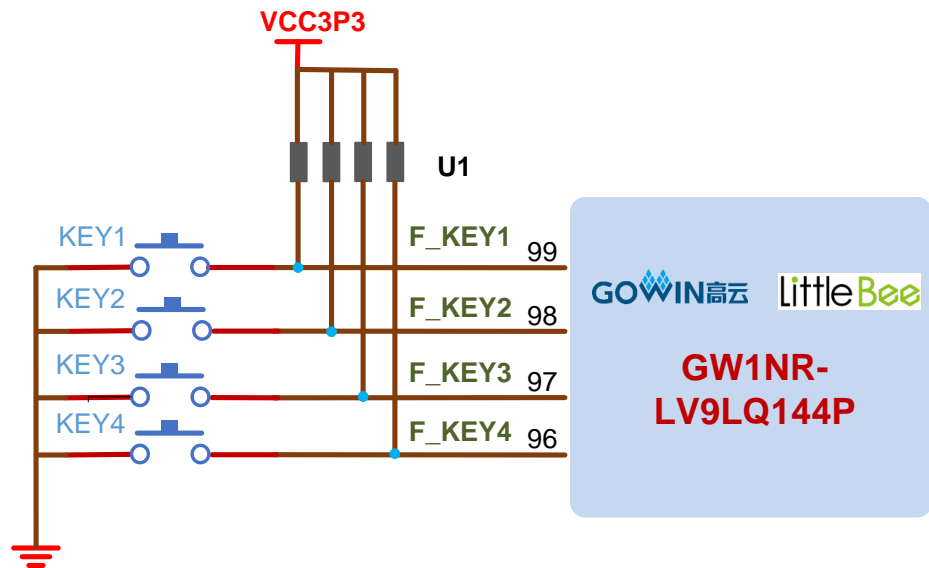 VCC3P3
U1
KEY1
F_KEY1
99
KEY2
F_KEY2
98
KEY3
F_KEY3
97
KEY4
F_KEY4
96
GOWIN高云
LittleBee
GW1NR-
LV9LQ144P